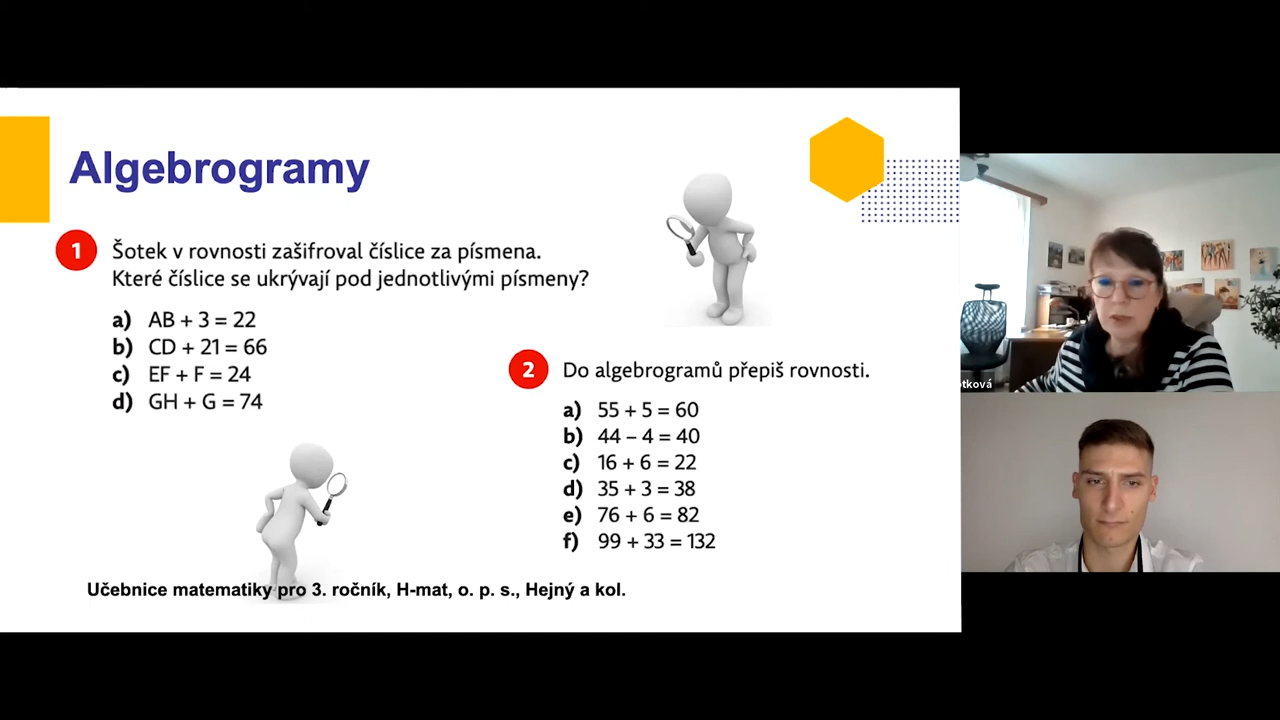 Algebrogramy
1 Šotek v rovnosti zašifroval číslice za písmena.
Které číslice se ukrývají pod jednotlivými písmeny?
a) AB + 3 = 22
b) CD + 21 = 66
c) EF + F = 24
d) GH + G = 74
2 Do algebrogramů přepiš rovnosti.
a) 55 + 5 = 60
b) 44 – 4 = 40
c) 16 + 6 = 22
d) 35 + 3 = 38
e) 76 + 6 = 82
f) 99 + 33 = 132
Učebnice matematiky pro 3. ročník, H-mat, o. p. s., Hejný a kol.